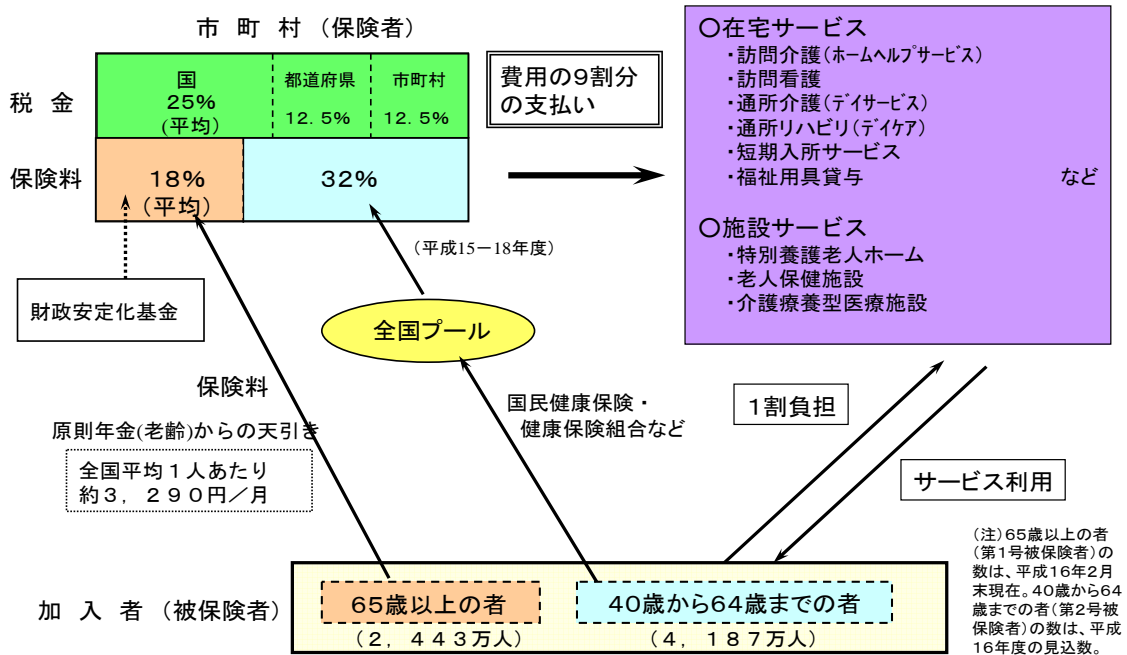 市 町 村 (保険者)
税 金
国
25%
(平均)
都道府県
12.5%
市町村
12.5%
保険料
18%
(平均)
32%
費用の9割分
の支払い
(平成15-18年度)
財政安定化基金
全国プール
保険料
原則年金(老齢)からの天引き
全国平均1人あたり
約3,290円/月
国民健康保険・
健康保険組合など
○在宅サービス
・訪問介護(ホームヘルプサービス)
・訪問看護
・通所介護(デイサービス)
・通所リハビリ(デイケア)
・短期入所サービス
・福祉用具貸与 など
○施設サービス
・特別養護老人ホーム
・老人保健施設
・介護療養型医療施設
1割負担
サービス利用
加 入 者 (被保険者)
65歳以上の者
(2,443万人)
40歳から64歳までの者
(4,187万人)
(注)65歳以上の者
(第1号被保険者)の
数は、平成16年2月
末現在。40歳から64
歳までの者(第2号被
保険者)の数は、平成
16年度の見込数。